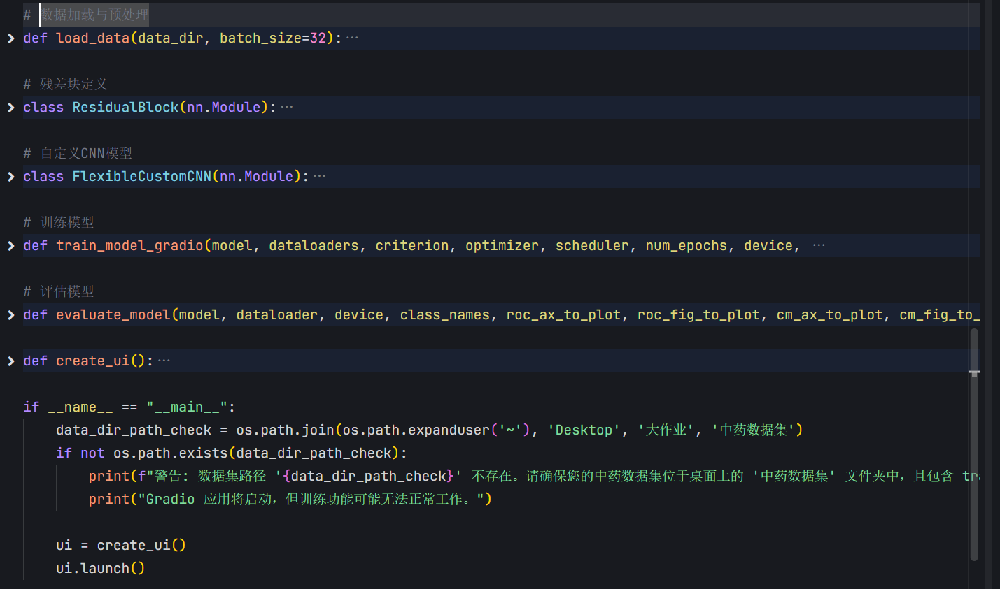 # 数据加载与预处理
def load_data(data_dir, batch_size=32):…
# 残差块定义
class ResidualBlock(nn.Module):…
# 自定义CNN模型
class FlexibleCustomCNN(nn.Module):…
# 训练模型
def train_model_gradio(model, dataloaders, criterion, optimizer, scheduler, num_epochs, device, …
# 评估模型
def evaluate_model(model, dataloader, device, class_names, roc_ax_to_plot, roc_fig_to_plot, cm_ax_to_plot, cm_fig_to_
def create_ui():…
if __name__ == "__main__":
    data_dir_path_check = os.path.join(os.path.expanduser('~'), 'Desktop', '大作业', '中药数据集')
    if not os.path.exists(data_dir_path_check):
        print(f"警告: 数据集路径 '{data_dir_path_check}' 不存在。请确保您的中药数据集位于桌面上的 '中药数据集' 文件夹中，且包含 tra
        print("Gradio 应用将启动，但训练功能可能无法正常工作。")
    ui = create_ui()
    ui.launch()